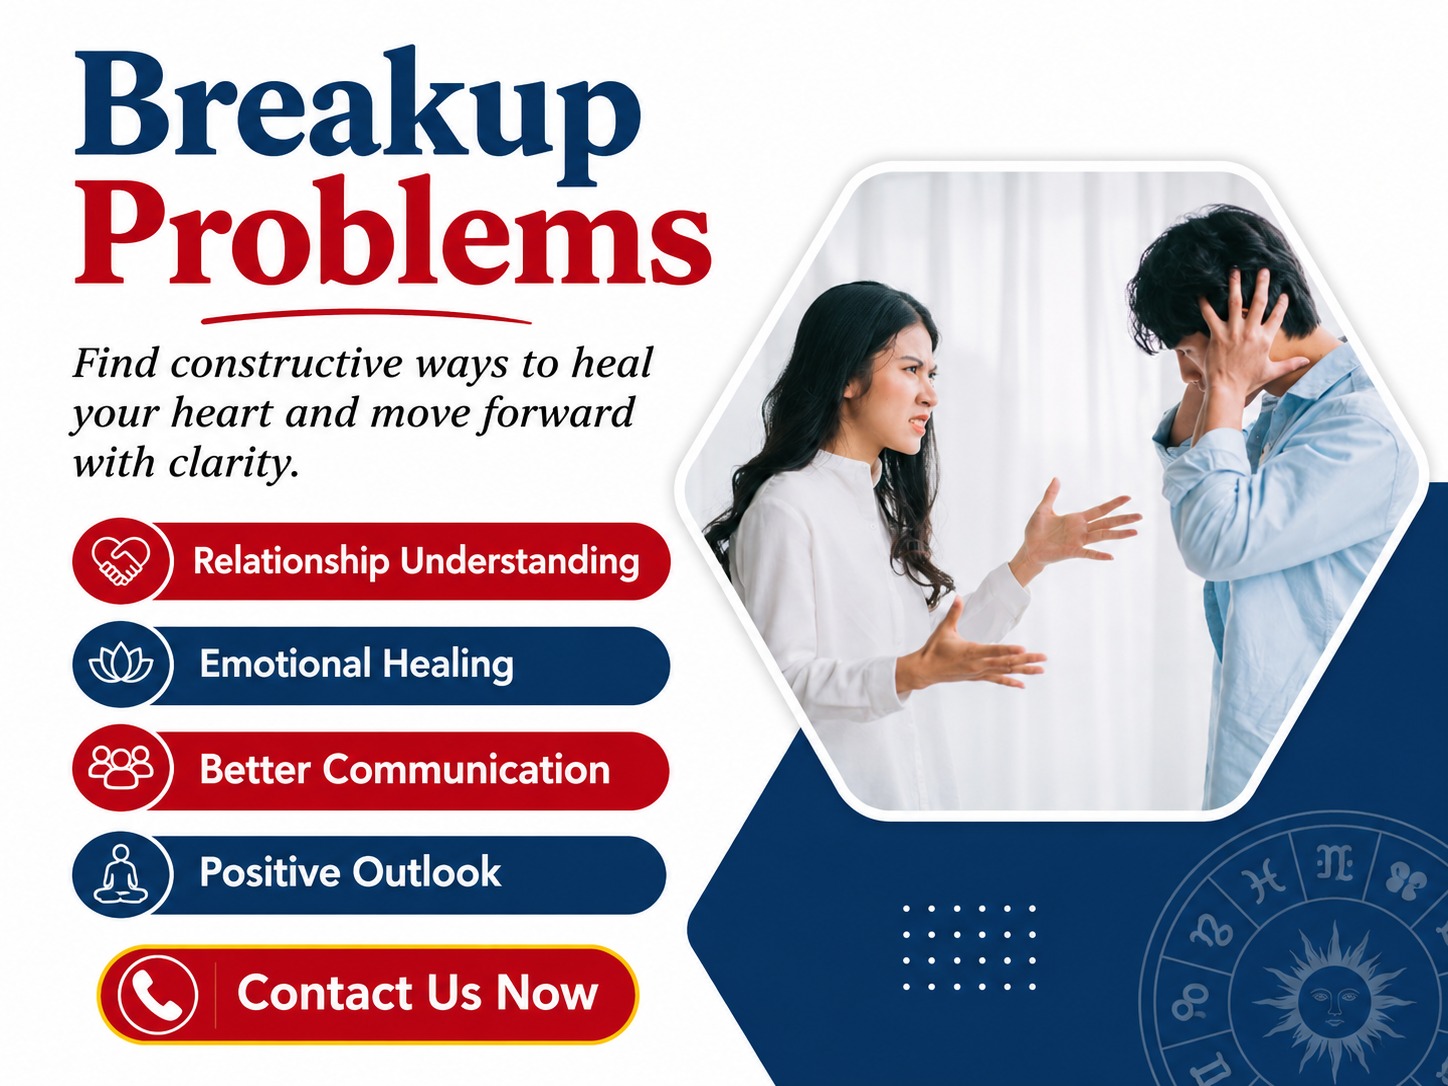 Breakup
Problems
Find constructive ways to heal
your heart and move forward
with clarity.
Relationship Understanding
Emotional Healing
Better Communication
Positive Outlook
Contact Us Now